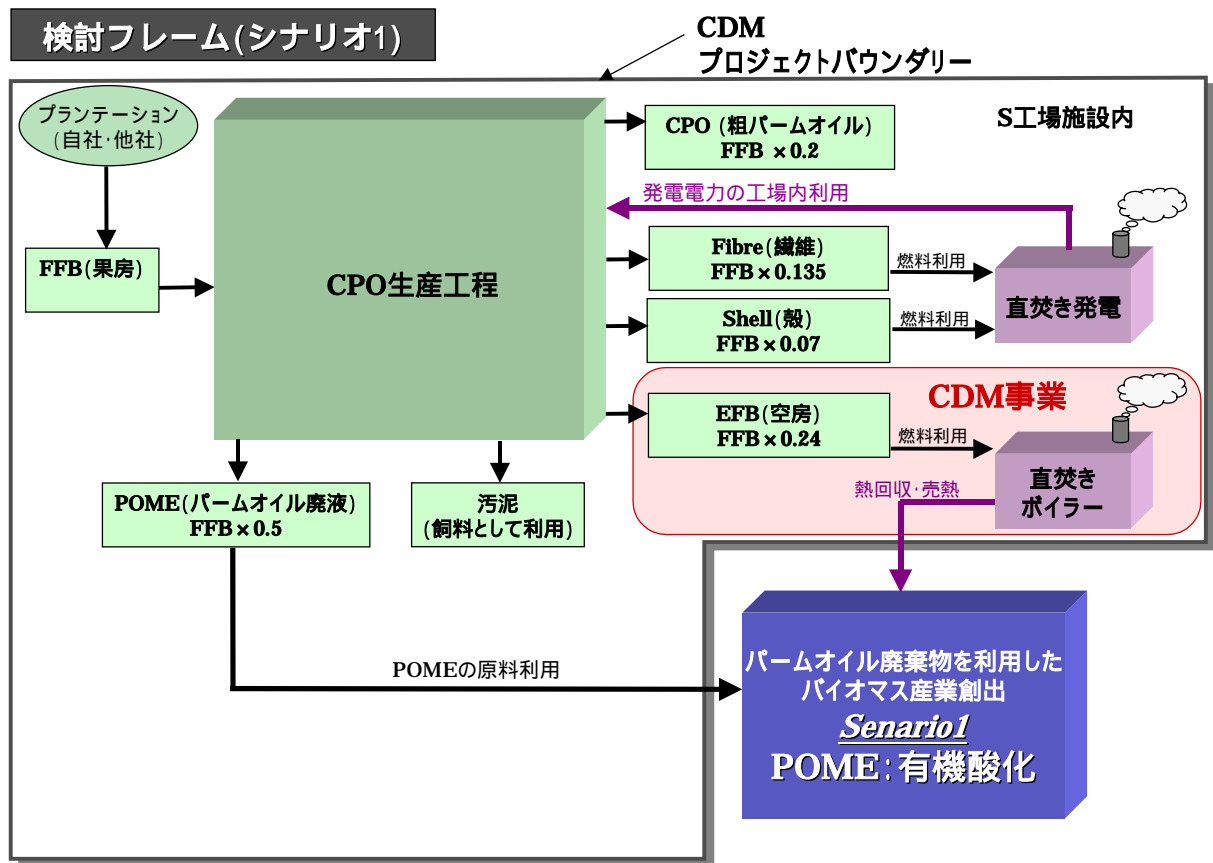 検討フレーム(シナリオ1)
CDM
プロジェクトバウンダリー
プランテーション
(自社·他社)
S工場施設内
CPO (粗パームオイル)
FFB ×0.2
発電電力の工場内利用
FFB(果房)
CPO生産工程
Fibre(繊維)
FFB×0.135
燃料利用
直焚き発電
Shell(殻)
FFB×0.07
燃料利用
CDM事業
EFB(空房)
FFB×0.24
燃料利用
直焚き
ボイラー
熱回収·売熱
POME(パームオイル廃液)
FFB×0.5
汚泥
(飼料として利用)
POMEの原料利用
パームオイル廃棄物を利用した
バイオマス産業創出
Senario1
POME:有機酸化